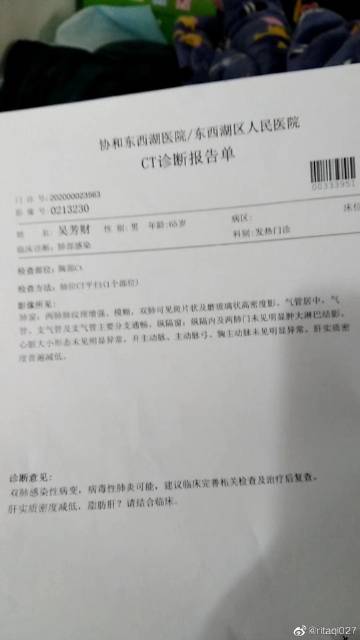 协和东西湖医院/东西湖区人民医院
CT诊断报告单
00333951
门 诊 号:202000023563
影 像 号:0213230
床位
姓 名: 吴芳财 性 别:男 年龄:65岁 病区:
临床诊断:肺部感染 科别:发热门诊
检查部位:胸部CT
检查方法:肺位CT平扫(1个部位)
影像所见:
肺窗:两肺肺纹理增强、模糊,双肺可见斑片状及磨玻璃状高密度影。气管居中,气
管、支气管及支气管主要分支通畅。纵隔窗:纵隔内及两肺门未见明显肿大淋巴结影。
心脏大小形态未见明显异常。升主动脉、主动脉弓、胸主动脉未见明显异常。肝实质密
度普遍减低。
诊断意见:
双肺感染性病变,病毒性肺炎可能,建议临床完善相关检查及治疗后复查。
肝实质密度减低,脂肪肝?请结合临床。
@ritaqi027